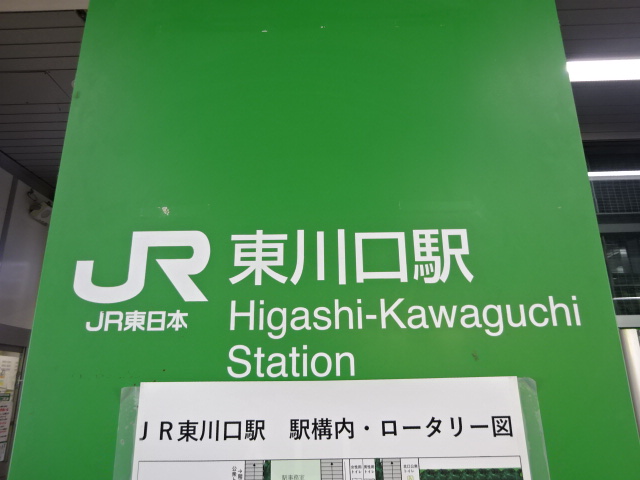 JR 東川口駅
JR東日本 Higashi-Kawaguchi
Station
JR東川口駅 駅構内・ロータリー図